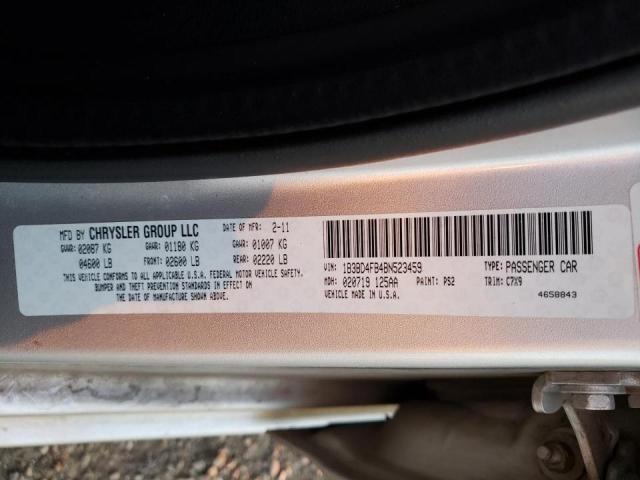 MFD BY CHRYSLER GROUP LLC DATE OF MFR: 2-11
GVWR: 02087 KG GAWR: 01180 KG GAWR: 01007 KG
04600 LB FRONT: 02600 LB REAR: 02220 LB
THIS VEHICLE CONFORMS TO ALL APPLICABLE U.S.A. FEDERAL MOTOR VEHICLE SAFETY,
BUMPER AND THEFT PREVENTION STANDARDS IN EFFECT ON
THE DATE OF MANUFACTURE SHOWN ABOVE.
VIN: 1B3BD4FB4BN523459 TYPE: PASSENGER CAR
MDH: 020719 125AA PAINT: PS2 TRIM: C7X9
VEHICLE MADE IN U.S.A. 4658843